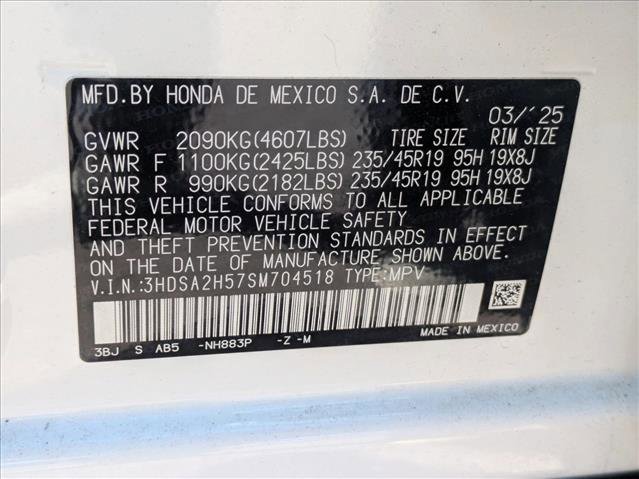 MFD.BY HONDA DE MEXICO S.A. DE C.V.
03/'25
GVWR 2090KG(4607LBS) TIRE SIZE RIM SIZE
GAWR F 1100KG(2425LBS) 235/45R19 95H 19X8J
GAWR R 990KG(2182LBS) 235/45R19 95H 19X8J
THIS VEHICLE CONFORMS TO ALL APPLICABLE
FEDERAL MOTOR VEHICLE SAFETY
AND THEFT PREVENTION STANDARDS IN EFFECT
ON THE DATE OF MANUFACTURE SHOWN ABOVE.
V.I.N.:3HDSA2H57SM704518 TYPE:MPV
3BJ S AB5 -NH883P -Z -M
MADE IN MEXICO